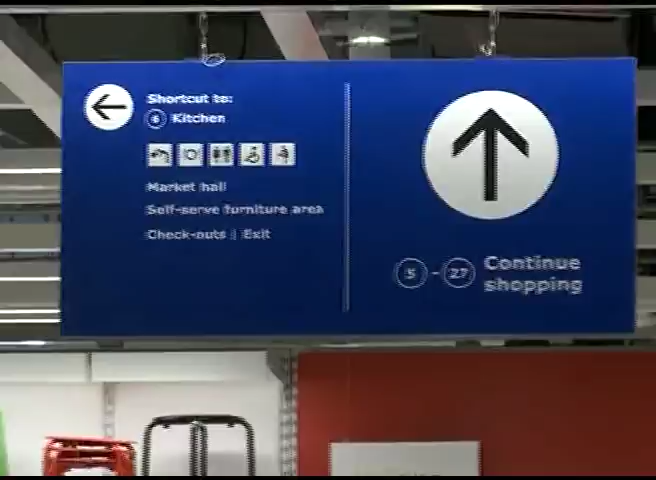 Shortcut to:
6 Kitchen
Market hall
Self-serve furniture area
Check-outs | Exit
5 - 27 Continue
shopping